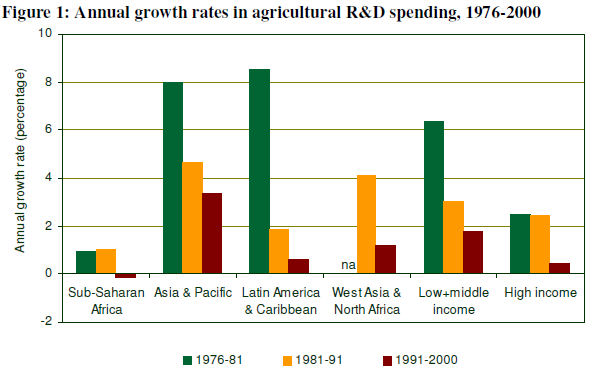 Figure 1: Annual growth rates in agricultural R&D spending, 1976-2000
Annual growth rate (percentage)
10
8
6
4
2
0
-2
na
Sub-Saharan
Africa
Asia & Pacific
Latin America
& Caribbean
West Asia &
North Africa
Low+middle
income
High income
1976-81
1981-91
1991-2000